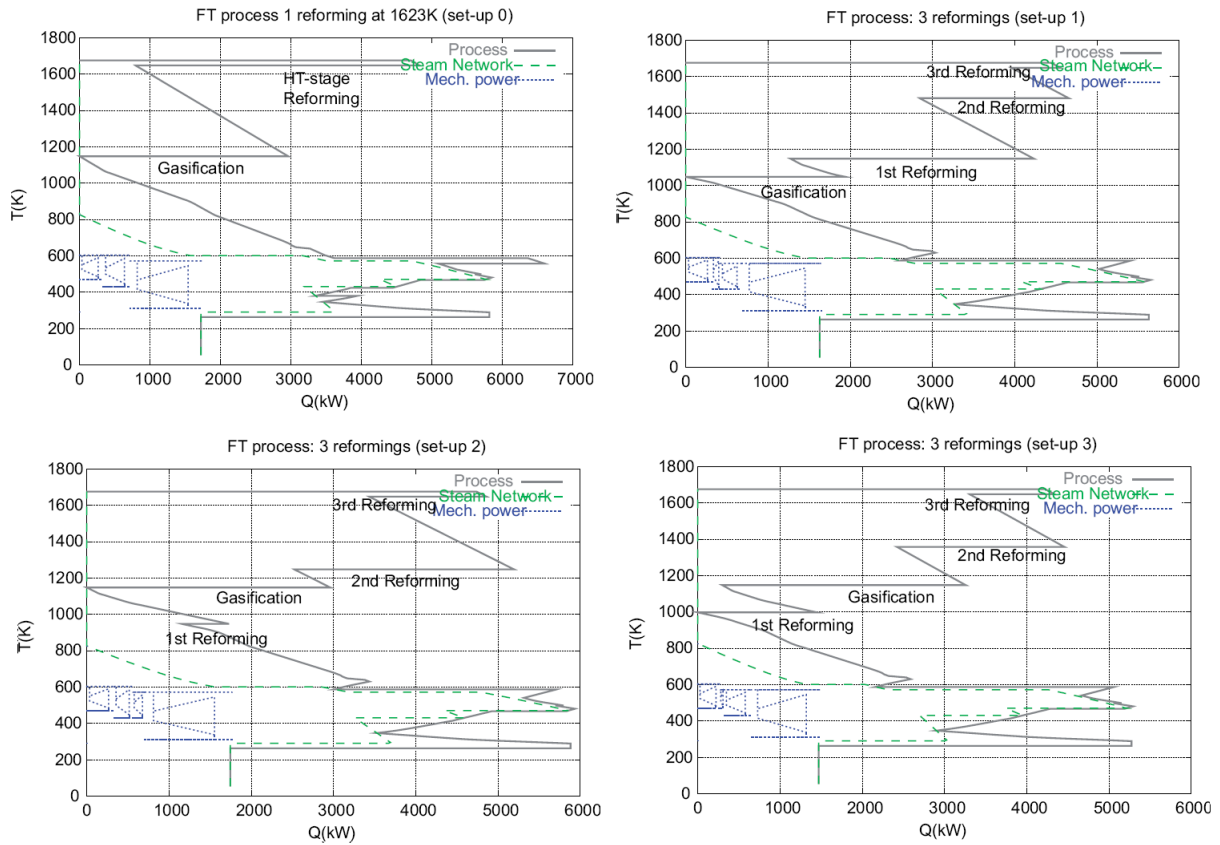 FT process 1 reforming at 1623K (set-up 0)
1800
1600
1400
1200
1000
800
600
400
200
0
T(K)
Process
Steam Network
Mech. power
HT-stage
Reforming
Gasification
0 1000 2000 3000 4000 5000 6000 7000
Q(kW)
FT process: 3 reformings (set-up 1)
1800
1600
1400
1200
1000
800
600
400
200
0
T(K)
Process
Steam Network
Mech. power
3rd Reforming
2nd Reforming
1st Reforming
Gasification
0 1000 2000 3000 4000 5000 6000
Q(kW)
FT process: 3 reformings (set-up 2)
1800
1600
1400
1200
1000
800
600
400
200
0
T(K)
Process
Steam Network
Mech. power
3rd Reforming
2nd Reforming
Gasification
1st Reforming
0 1000 2000 3000 4000 5000 6000
Q(kW)
FT process: 3 reformings (set-up 3)
1800
1600
1400
1200
1000
800
600
400
200
0
T(K)
Process
Steam Network
Mech. power
3rd Reforming
2nd Reforming
Gasification
1st Reforming
0 1000 2000 3000 4000 5000 6000
Q(kW)